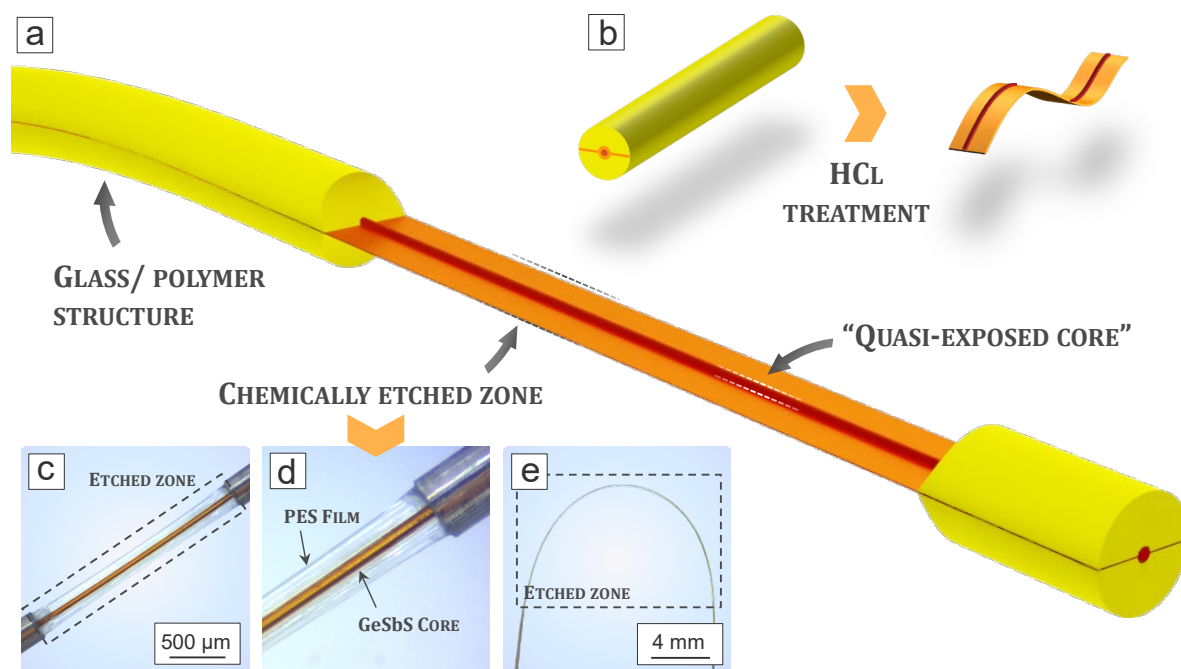 a
b
HCL
TREATMENT
GLASS/ POLYMER
STRUCTURE
“QUASI-EXPOSED CORE”
CHEMICALLY ETCHED ZONE
c
ETCHED ZONE
500 µm
d
PES FILM
GeSbS CORE
e
ETCHED ZONE
4 mm